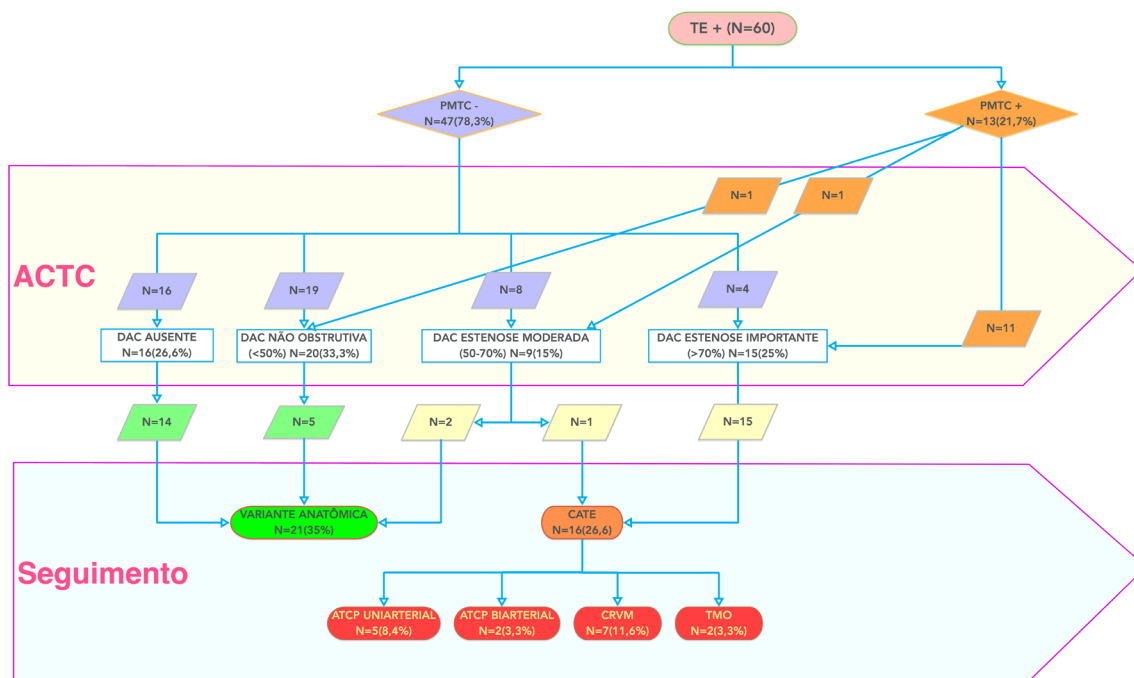 TE + (N=60)
PMTC -
N=47(78,3%)
PMTC +
N=13(21,7%)
N=1
N=1
ACTC
N=16
N=19
N=8
N=4
N=11
DAC AUSENTE
N=16(26,6%)
DAC NÃO OBSTRUTIVA
(<50%) N=20(33,3%)
DAC ESTENOSE MODERADA
(50-70%) N=9(15%)
DAC ESTENOSE IMPORTANTE
(>70%) N=15(25%)
N=14
N=5
N=2
N=1
N=15
VARIANTE ANATÔMICA
N=21(35%)
CATE
N=16(26,6)
Seguimento
ATCP UNIARTERIAL
N=5(8,4%)
ATCP BIARTERIAL
N=2(3,3%)
CRVM
N=7(11,6%)
TMO
N=2(3,3%)